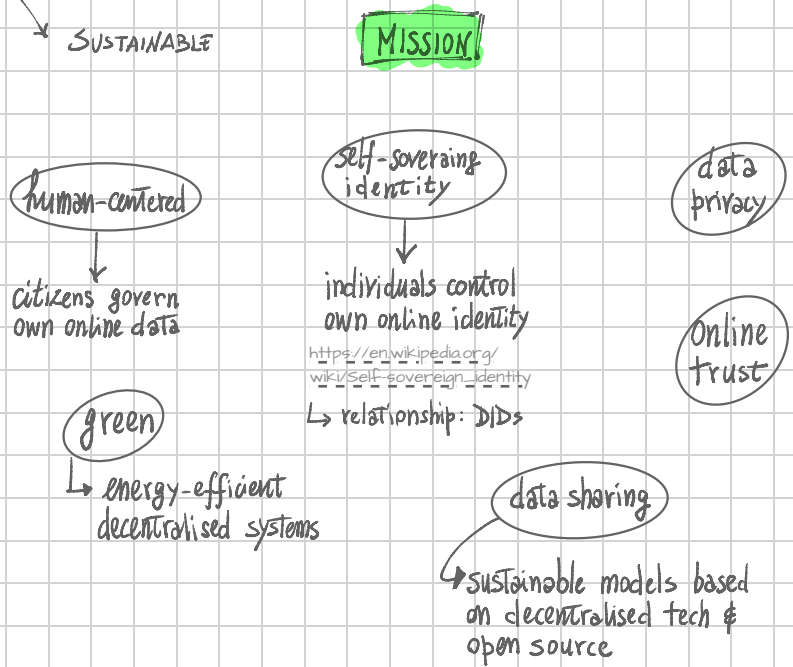 SUSTAINABLE
MISSION
human-centered
citizens govern
own online data
self-soveraing
identity
individuals control
own online identity
https://en.wikipedia.org/
wiki/Self-sovereign_identity
relationship: DIDs
data
privacy
online
trust
green
energy-efficient
decentralised systems
data sharing
sustainable models based
on decentralised tech &
open source